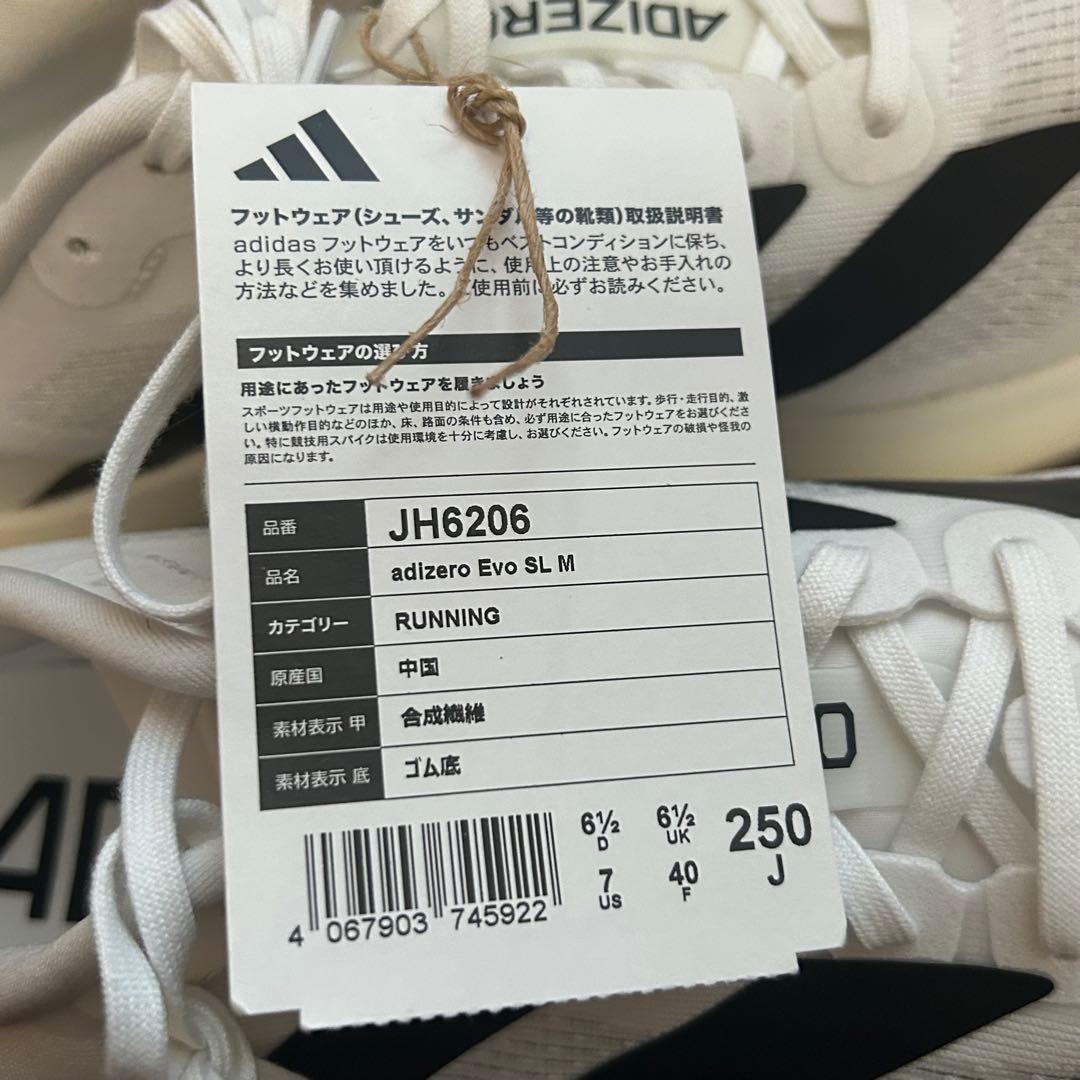 ADIZERO
フットウェア(シューズ、サンダル等の靴類)取扱説明書
adidas フットウェアをいつもベストコンディションに保ち、
より長くお使い頂けるように、使用上の注意やお手入れの
方法などを集めました。ご使用前に必ずお読みください。
フットウェアの選び方
用途にあったフットウェアを履きましょう
スポーツフットウェアは用途や使用目的によって設計がそれぞれされています。歩行・走行目的、激
しい横動作目的などのほか、床、路面の条件も含め、必ず用途に合ったフットウェアをお選びくださ
い。特に競技用スパイクは使用環境を十分に考慮し、お選びください。フットウェアの破損や怪我の
原因になります。
品番 JH6206
品名 adizero Evo SL M
カテゴリー RUNNING
原産国 中国
素材表示 甲 合成繊維
素材表示 底 ゴム底
6½ D 6½ UK 250 J
7 US 40 F
4 067903 745922